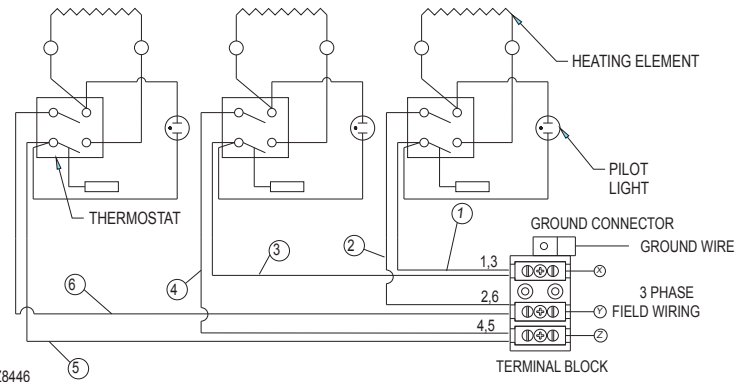 HEATING ELEMENT
PILOT
LIGHT
THERMOSTAT
1
GROUND CONNECTOR
GROUND WIRE
2
3
1,3
X
4
6
2,6
3 PHASE
Y FIELD WIRING
4,5
Z
5
TERMINAL BLOCK